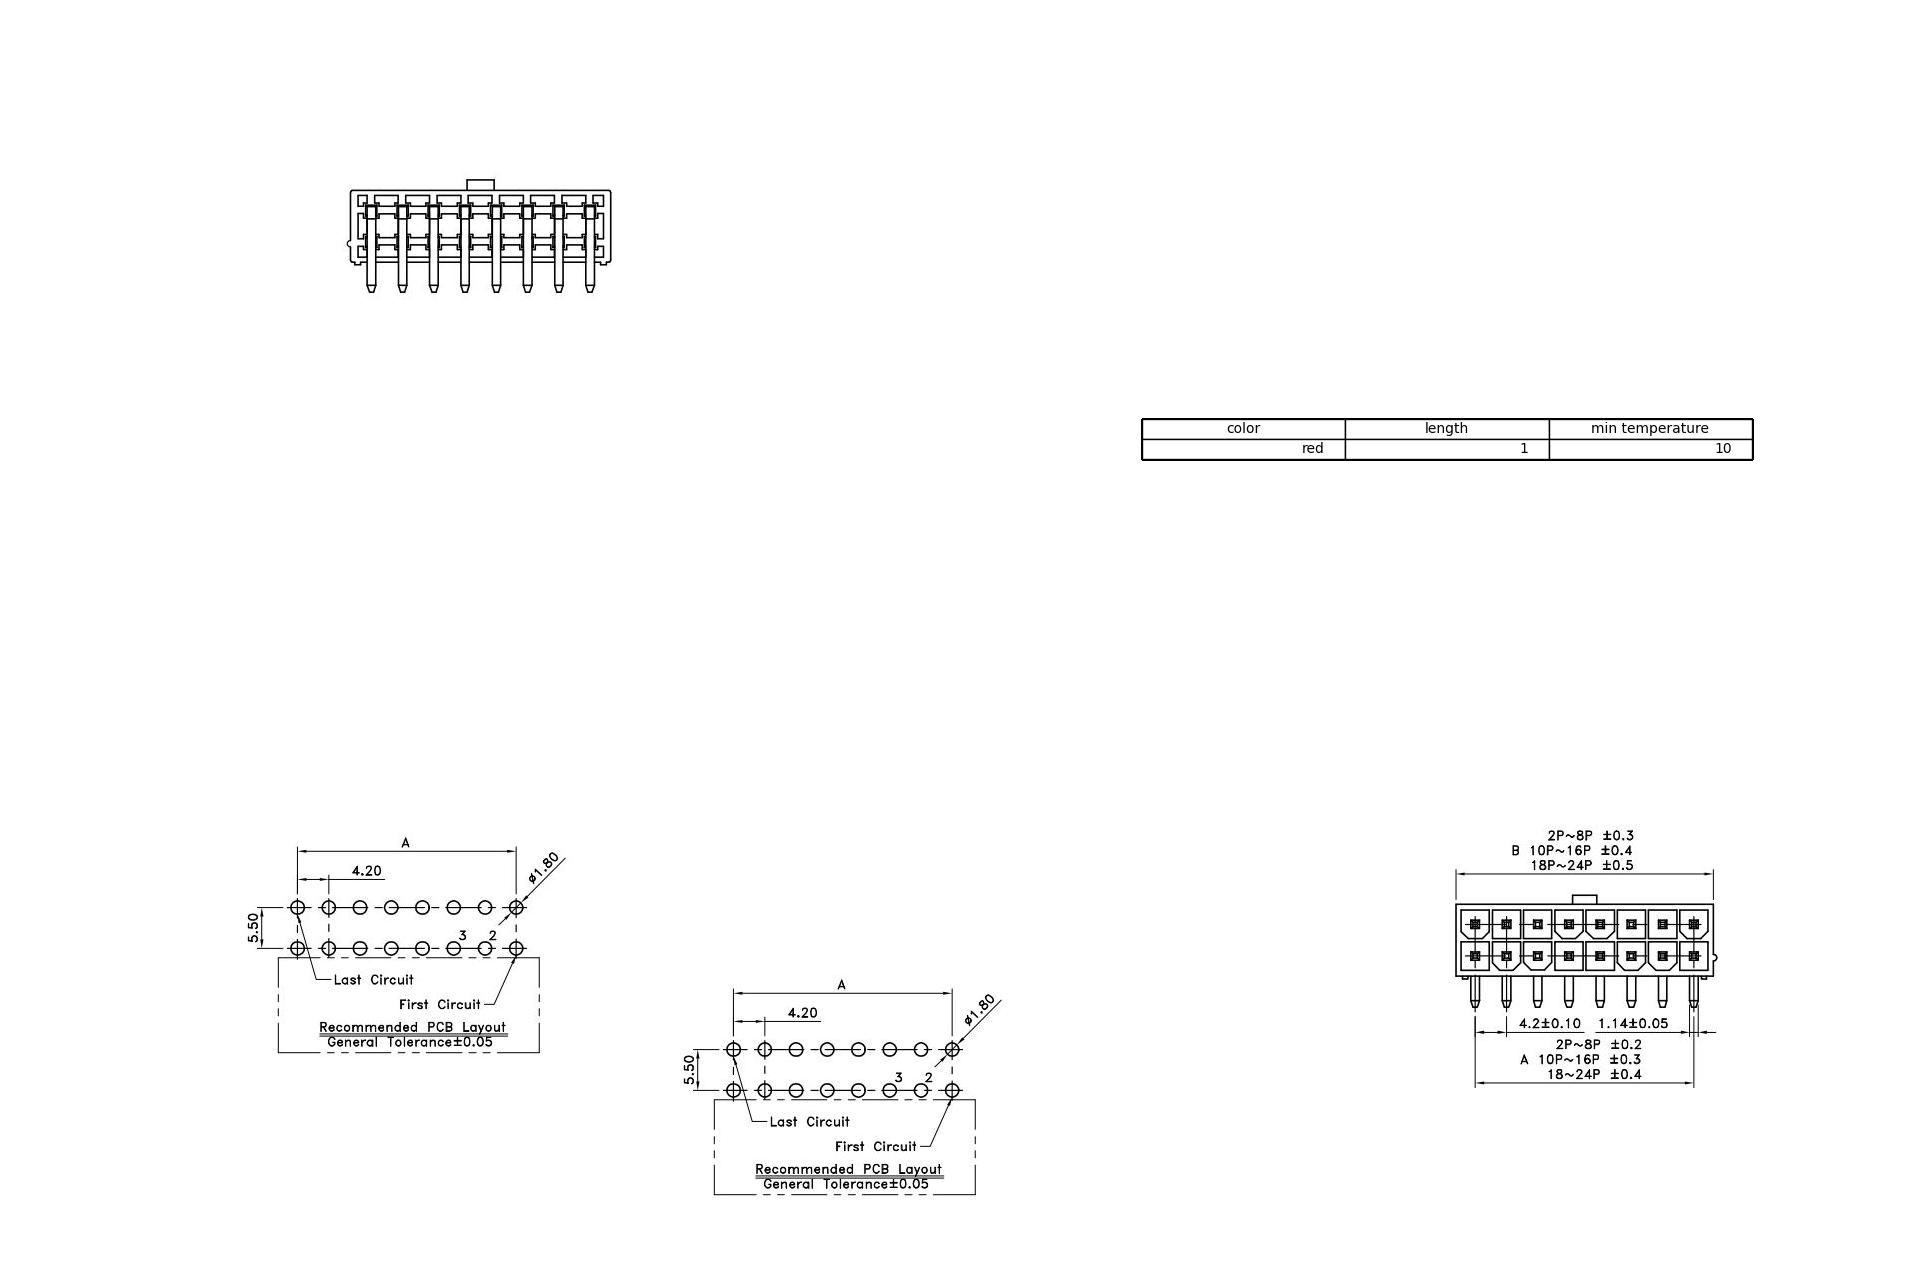 color length min temperature
red 1 10
A
4.20
ø1.80
5.50
3 2
Last Circuit
First Circuit
Recommended PCB Layout
General Tolerance±0.05
A
4.20
ø1.80
5.50
3 2
Last Circuit
First Circuit
Recommended PCB Layout
General Tolerance±0.05
2P~8P ±0.3
B 10P~16P ±0.4
18P~24P ±0.5
4.2±0.10 1.14±0.05
2P~8P ±0.2
A 10P~16P ±0.3
18~24P ±0.4